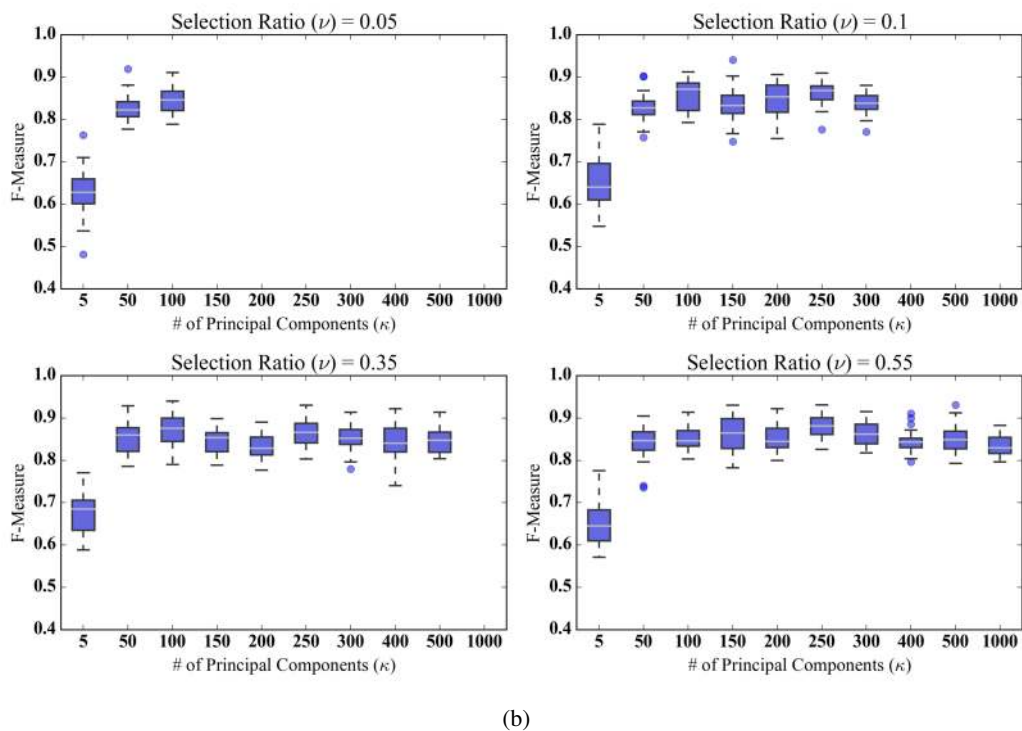 Selection Ratio (ν) = 0.05
1.0
0.9
0.8
0.7
0.6
0.5
0.4
F-Measure
5 50 100 150 200 250 300 400 500 1000
# of Principal Components (κ)
Selection Ratio (ν) = 0.1
1.0
0.9
0.8
0.7
0.6
0.5
0.4
F-Measure
5 50 100 150 200 250 300 400 500 1000
# of Principal Components (κ)
Selection Ratio (ν) = 0.35
1.0
0.9
0.8
0.7
0.6
0.5
0.4
F-Measure
5 50 100 150 200 250 300 400 500 1000
# of Principal Components (κ)
Selection Ratio (ν) = 0.55
1.0
0.9
0.8
0.7
0.6
0.5
0.4
F-Measure
5 50 100 150 200 250 300 400 500 1000
# of Principal Components (κ)
(b)